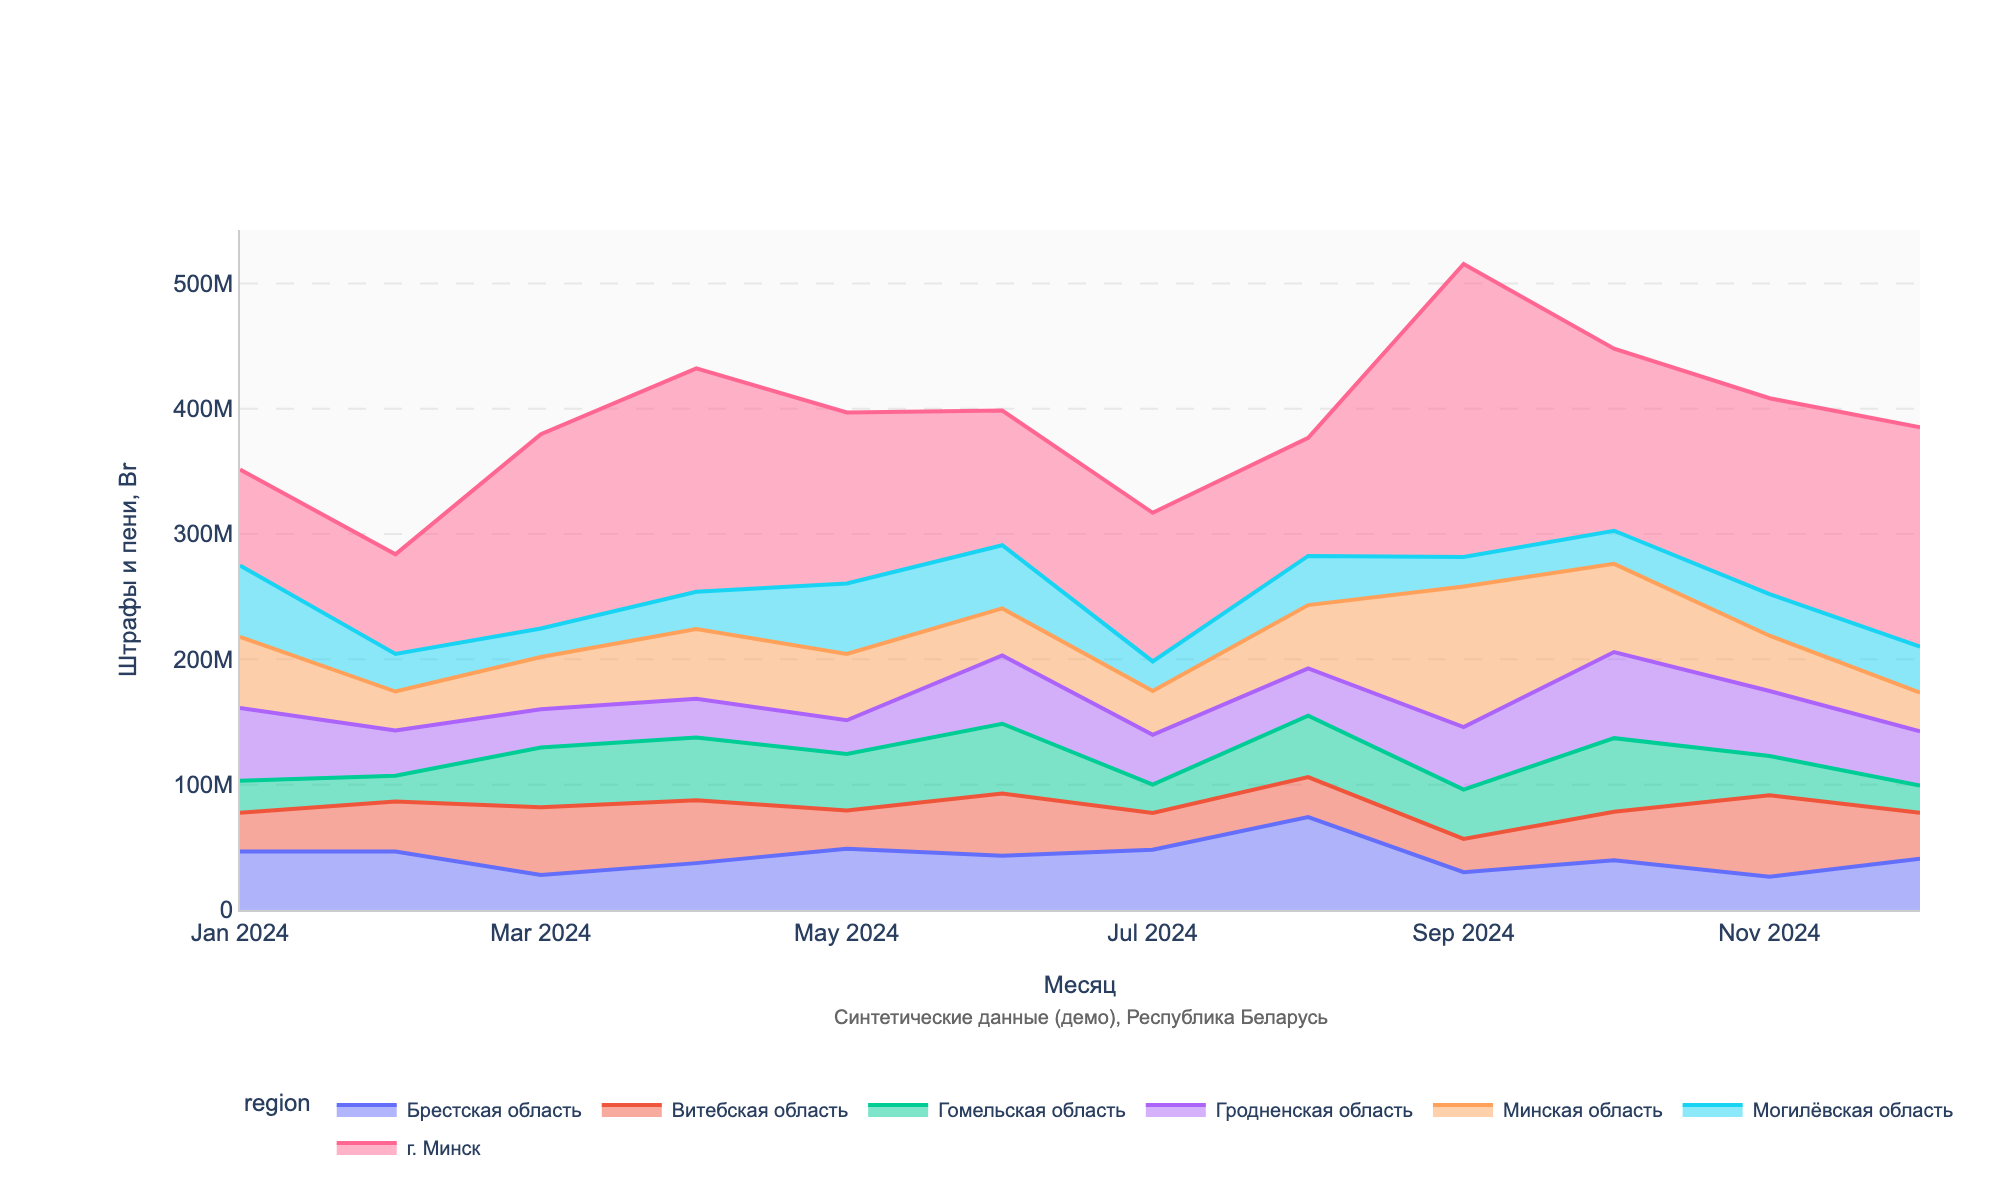 500M
400M
300M
200M
100M
0
Штрафы и пени, Br
Jan 2024 Mar 2024 May 2024 Jul 2024 Sep 2024 Nov 2024
Месяц
Синтетические данные (демо), Республика Беларусь
region Брестская область Витебская область Гомельская область Гродненская область Минская область Могилёвская область
г. Минск